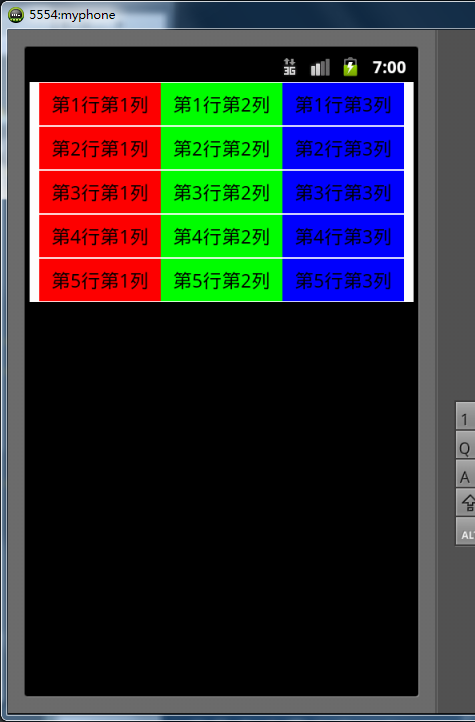 5554:myphone
3G 7:00
第1行第1列 第1行第2列 第1行第3列
第2行第1列 第2行第2列 第2行第3列
第3行第1列 第3行第2列 第3行第3列
第4行第1列 第4行第2列 第4行第3列
第5行第1列 第5行第2列 第5行第3列
1
Q
A